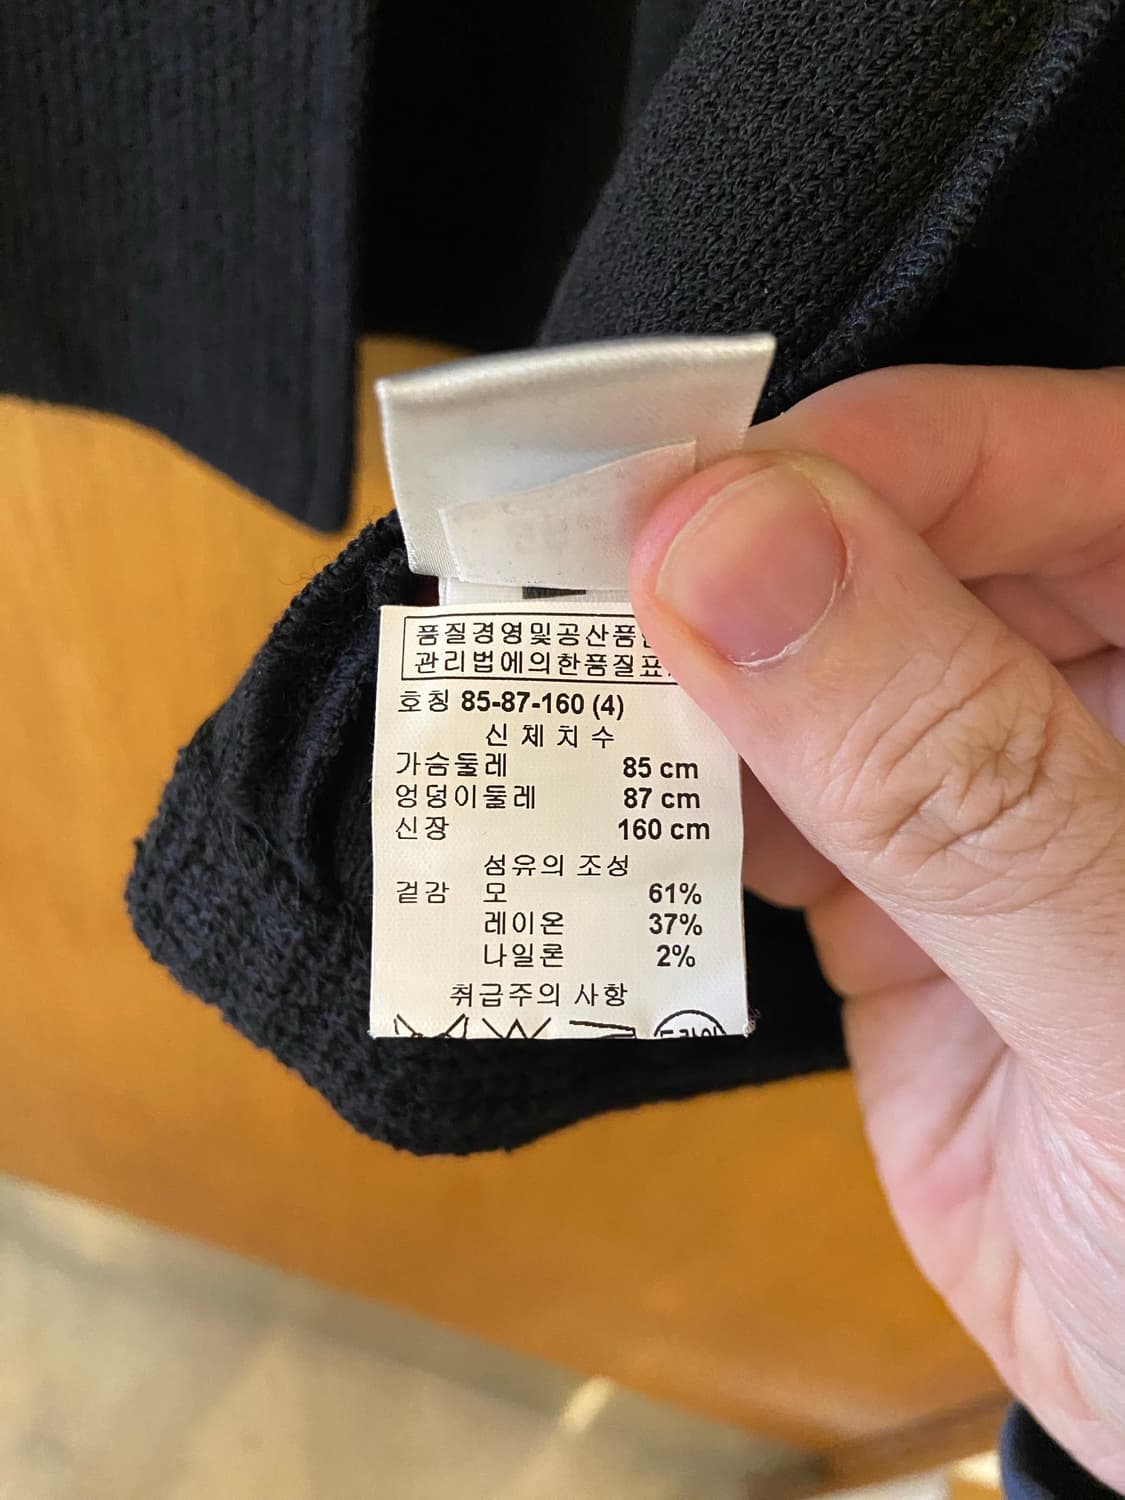 품질경영및공산품
관리법에의한품질표
호칭 85-87-160 (4)
신 체 치 수
가슴둘레 85 cm
엉덩이둘레 87 cm
신장 160 cm
섬유의 조성
겉감 모 61%
레이온 37%
나일론 2%
취급주의 사항